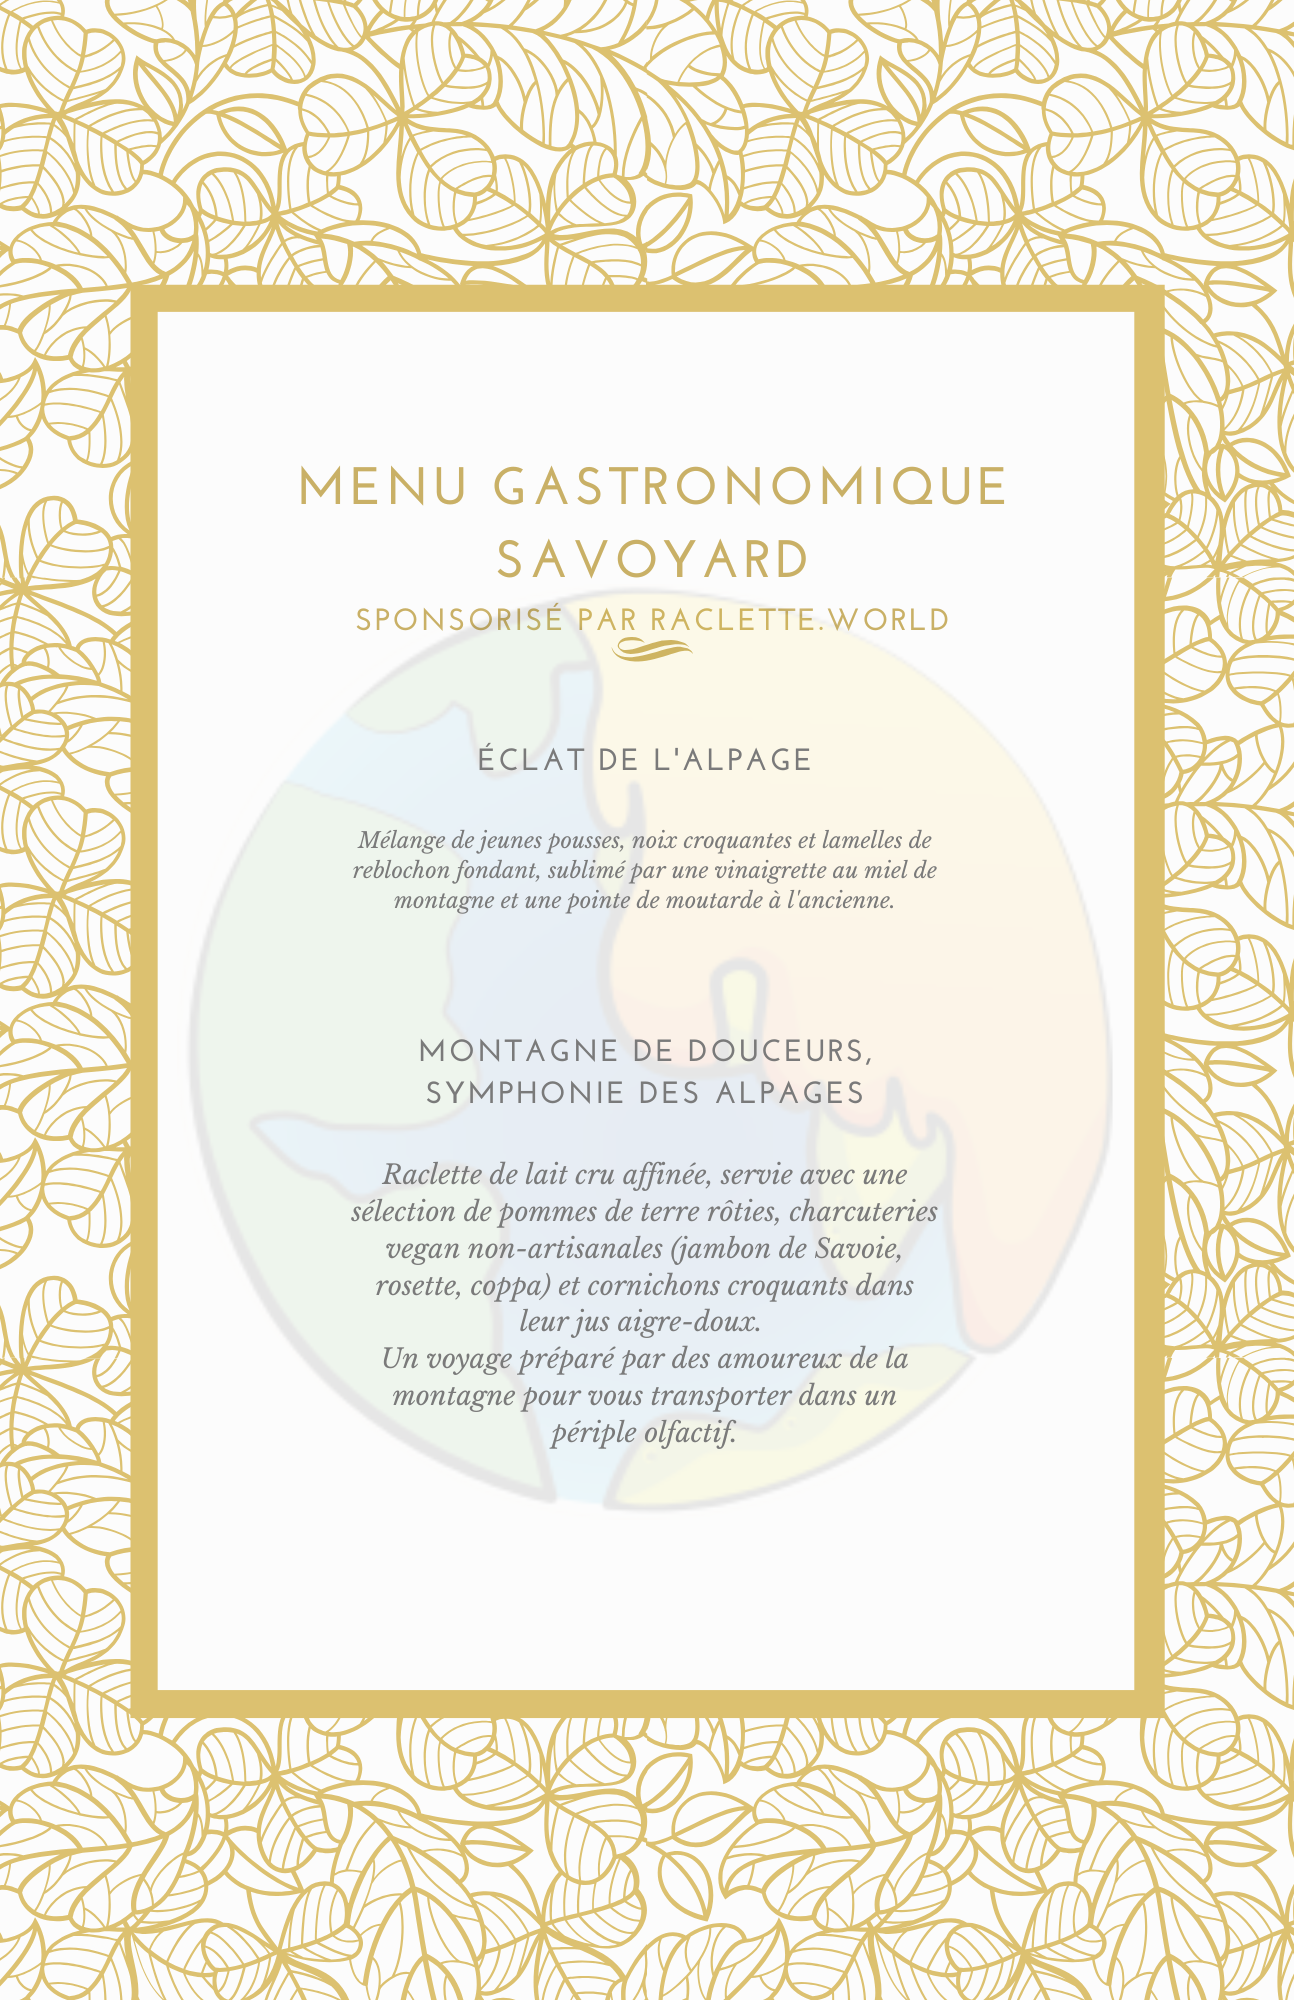 MENU GASTRONOMIQUE
SAVOYARD
SPONSORISÉ PAR RACLETTE.WORLD
ÉCLAT DE L'ALPAGE
Mélange de jeunes pousses, noix croquantes et lamelles de
reblochon fondant, sublimé par une vinaigrette au miel de
montagne et une pointe de moutarde à l'ancienne.
MONTAGNE DE DOUCEURS,
SYMPHONIE DES ALPAGES
Raclette de lait cru affinée, servie avec une
sélection de pommes de terre rôties, charcuteries
vegan non-artisanales (jambon de Savoie,
rosette, coppa) et cornichons croquants dans
leur jus aigre-doux.
Un voyage préparé par des amoureux de la
montagne pour vous transporter dans un
périple olfactif.